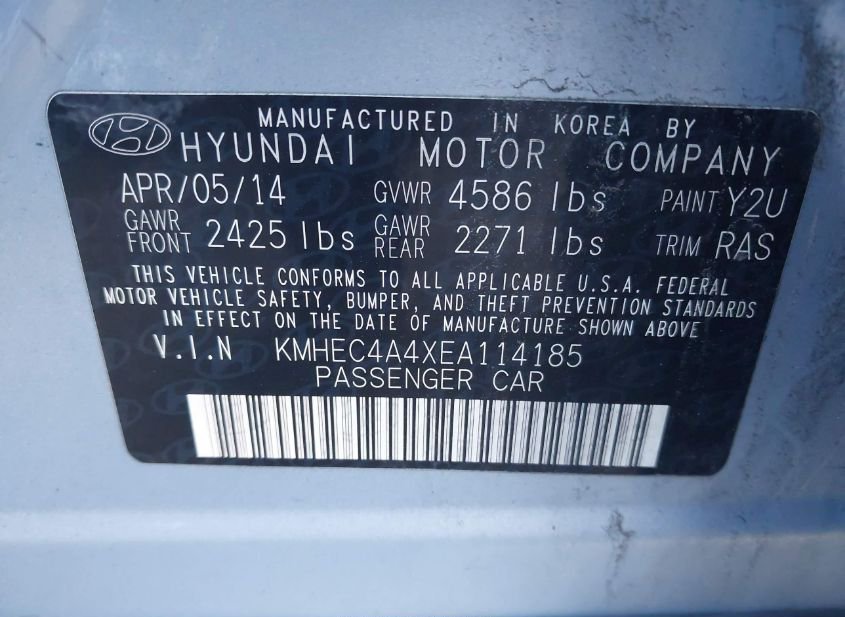 MANUFACTURED IN KOREA BY
HYUNDAI MOTOR COMPANY
APR/05/14 GVWR 4586 lbs PAINT Y2U
GAWR FRONT 2425 lbs GAWR REAR 2271 lbs TRIM RAS
THIS VEHICLE CONFORMS TO ALL APPLICABLE U.S.A. FEDERAL
MOTOR VEHICLE SAFETY, BUMPER, AND THEFT PREVENTION STANDARDS
IN EFFECT ON THE DATE OF MANUFACTURE SHOWN ABOVE
V.I.N KMHEC4A4XEA114185
PASSENGER CAR